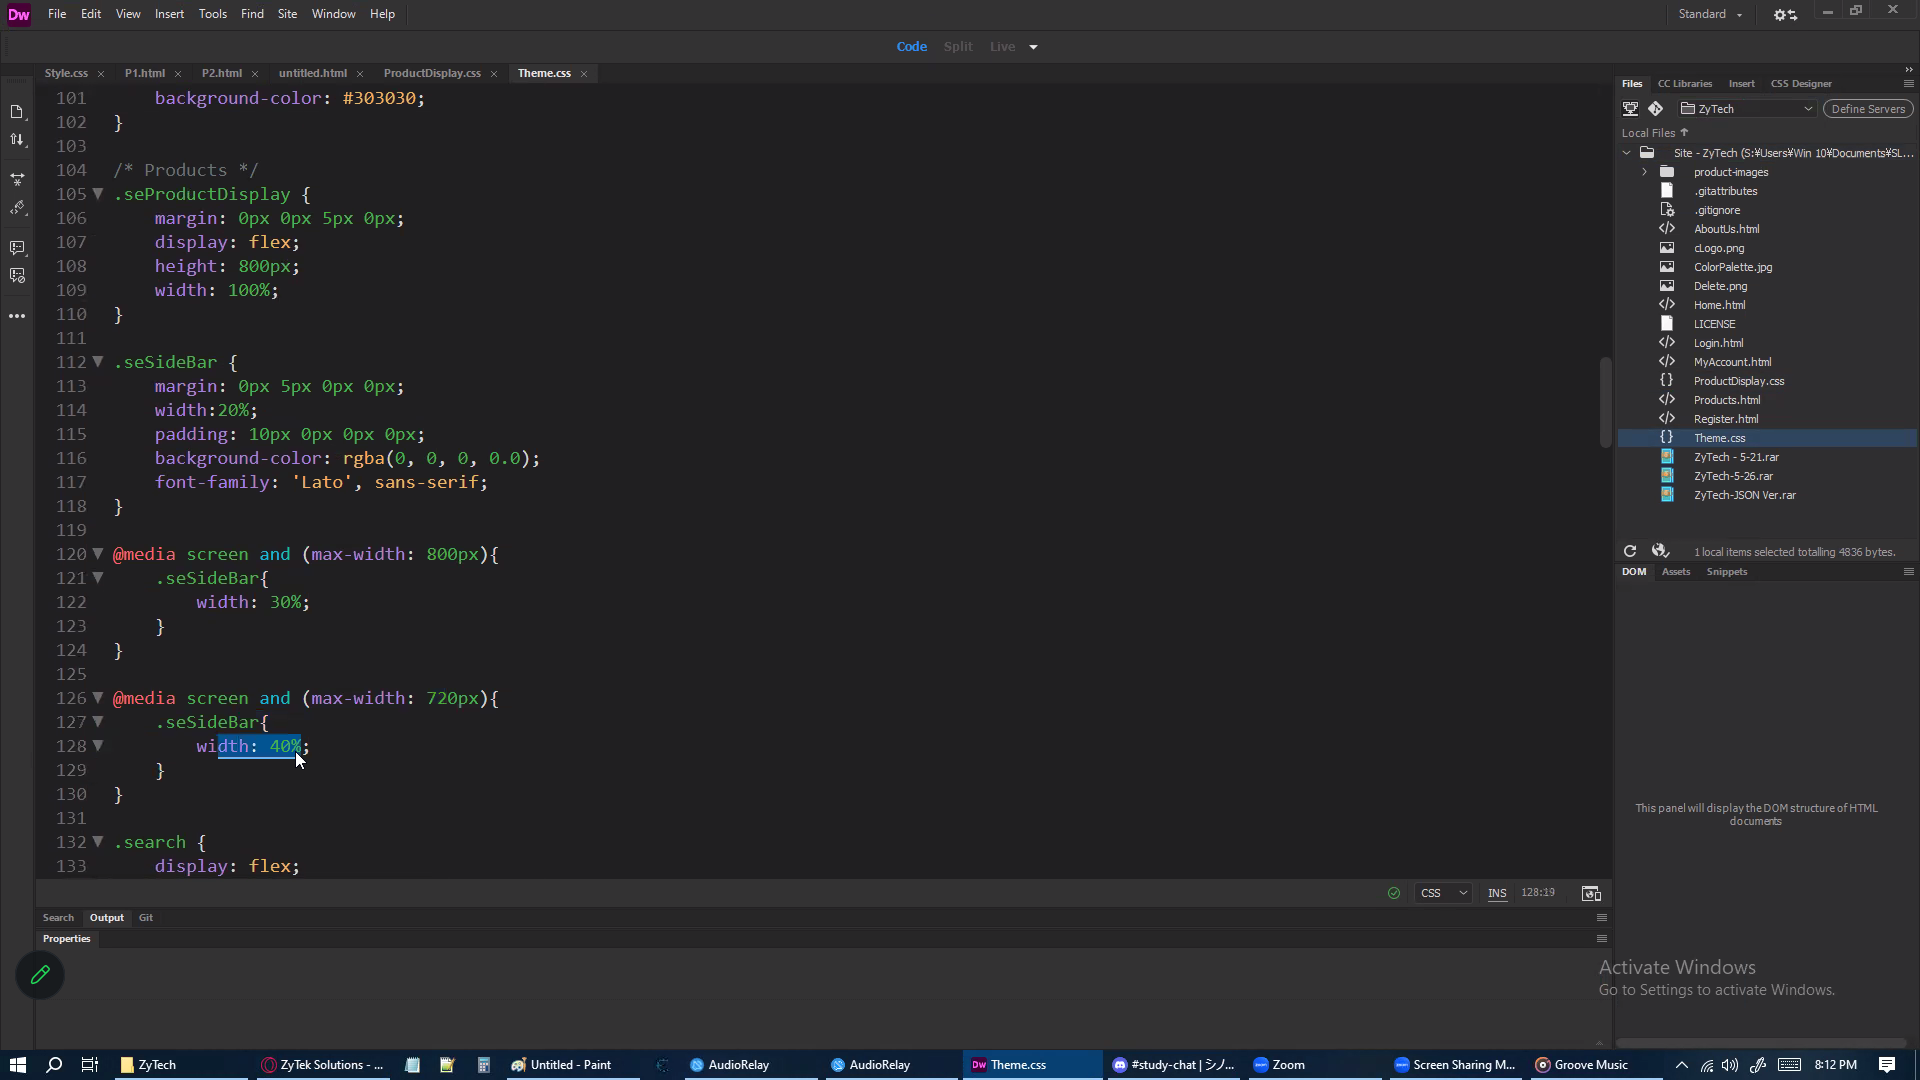 Dw File Edit View Insert Tools Find Site Window Help Standard
Code Split Live
Style.css × P1.html × P2.html × untitled.html × ProductDisplay.css × Theme.css ×
101 background-color: #303030;
102 }
103
104 /* Products */
105 .seProductDisplay {
106 margin: 0px 0px 5px 0px;
107 display: flex;
108 height: 800px;
109 width: 100%;
110 }
111
112 .seSideBar {
113 margin: 0px 5px 0px 0px;
114 width:20%;
115 padding: 10px 0px 0px 0px;
116 background-color: rgba(0, 0, 0, 0.0);
117 font-family: 'Lato', sans-serif;
118 }
119
120 @media screen and (max-width: 800px){
121 .seSideBar{
122 width: 30%;
123 }
124 }
125
126 @media screen and (max-width: 720px){
127 .seSideBar{
128 width: 40%;
129 }
130 }
131
132 .search {
133 display: flex;
CSS INS 128:19
Search Output Git
Properties
Files CC Libraries Insert CSS Designer
ZyTech Define Servers
Local Files
Site - ZyTech (S:¥Users¥Win 10¥Documents¥SL...
product-images
.gitattributes
.gitignore
AboutUs.html
cLogo.png
ColorPalette.jpg
Delete.png
Home.html
LICENSE
Login.html
MyAccount.html
ProductDisplay.css
Products.html
Register.html
Theme.css
ZyTech - 5-21.rar
ZyTech-5-26.rar
ZyTech-JSON Ver.rar
1 local items selected totalling 4836 bytes.
DOM Assets Snippets
This panel will display the DOM structure of HTML
documents
Activate Windows
Go to Settings to activate Windows.
ZyTech ZyTek Solutions - ... Untitled - Paint AudioRelay AudioRelay Dw Theme.css #study-chat | シノ... Zoom Screen Sharing M... Groove Music 8:12 PM